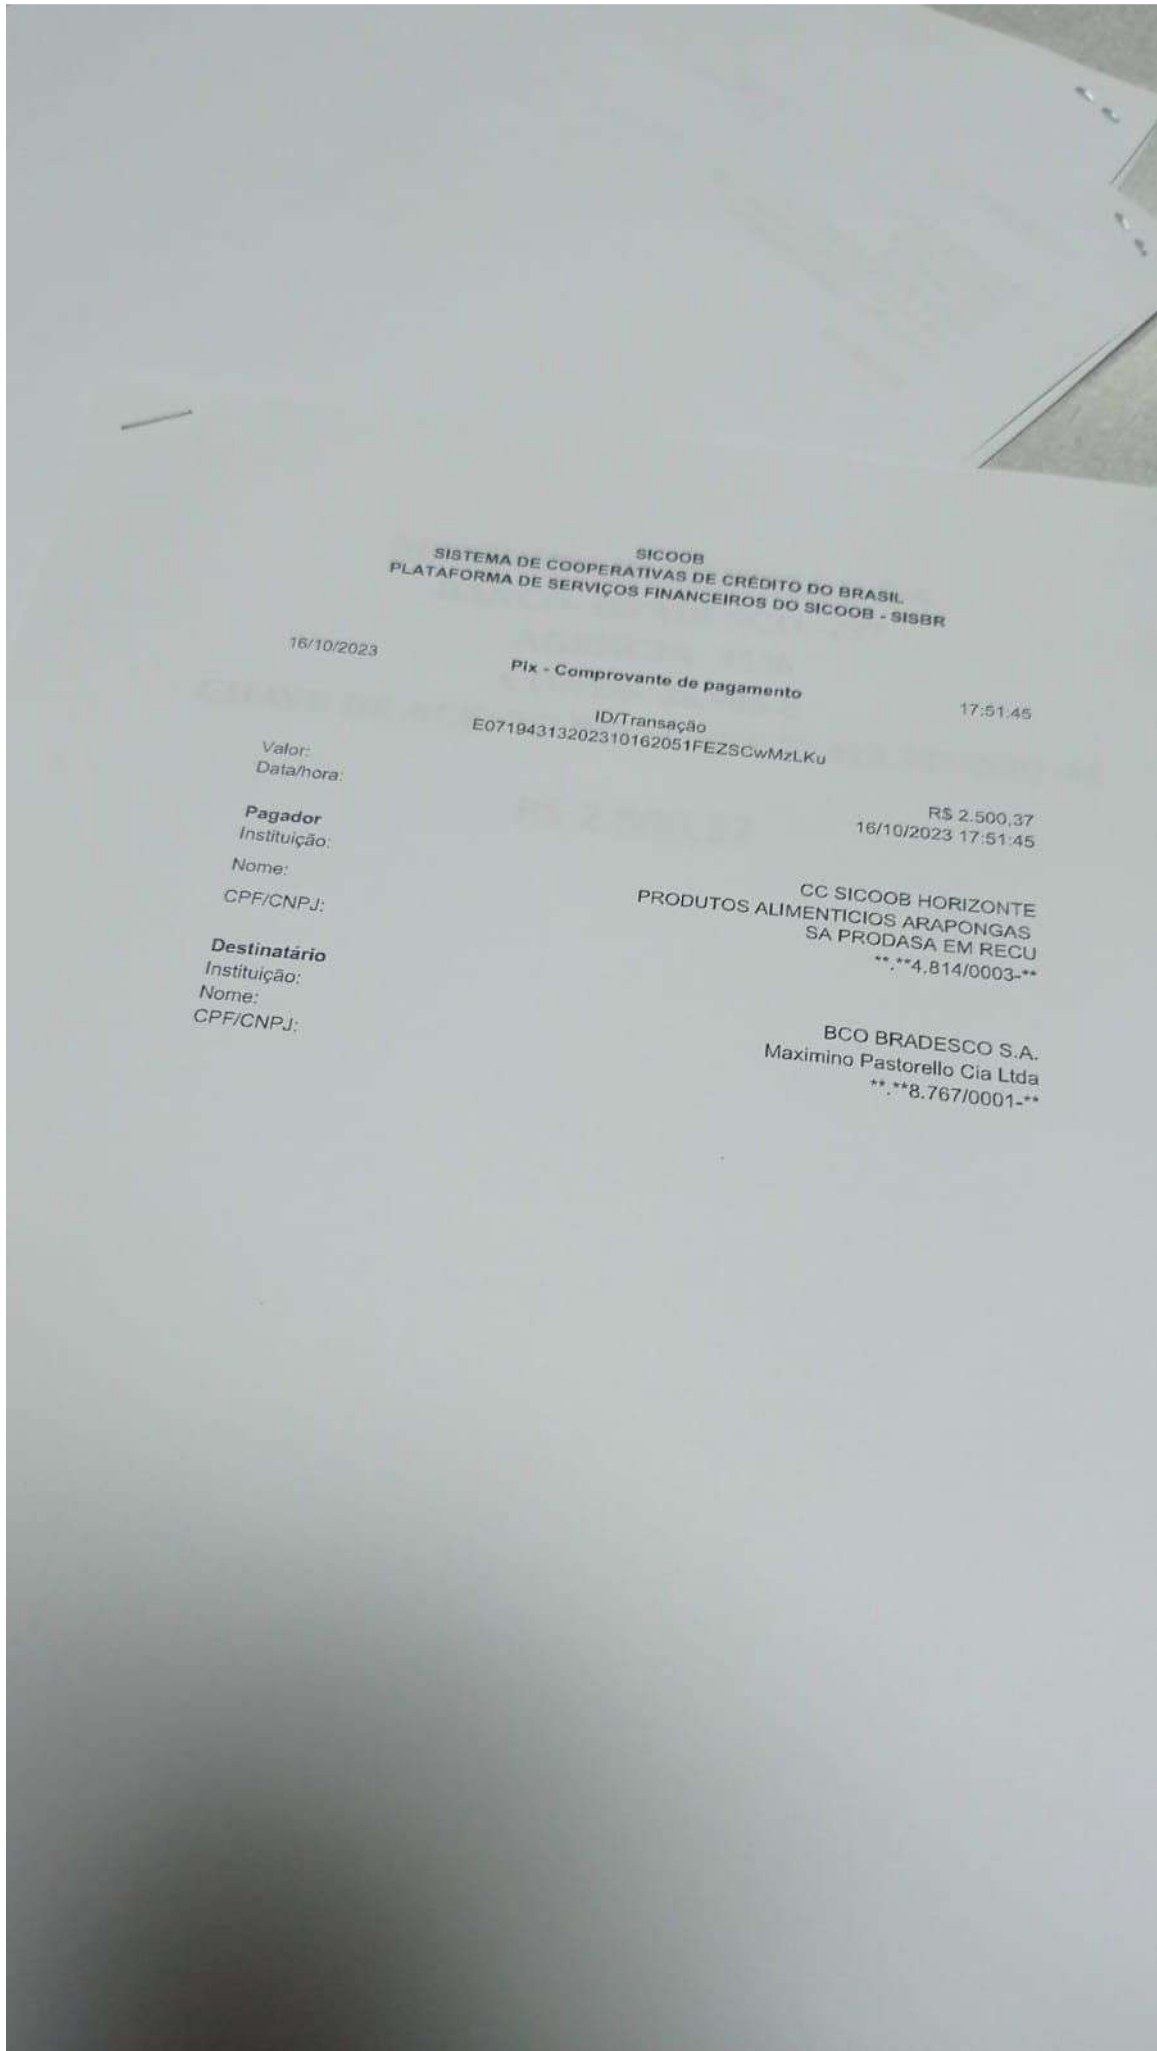 SICOOB
SISTEMA DE COOPERATIVAS DE CRÉDITO DO BRASIL
PLATAFORMA DE SERVIÇOS FINANCEIROS DO SICOOB - SISBR
16/10/2023 Pix - Comprovante de pagamento 17:51:45
ID/Transação
E07194313202310162051FEZSCwMzLKu
Valor: R$ 2.500,37
Data/hora: 16/10/2023 17:51:45
Pagador
Instituição: CC SICOOB HORIZONTE
Nome: PRODUTOS ALIMENTICIOS ARAPONGAS
SA PRODASA EM RECU
CPF/CNPJ: **.**4.814/0003-**
Destinatário
Instituição: BCO BRADESCO S.A.
Nome: Maximino Pastorello Cia Ltda
CPF/CNPJ: **.**8.767/0001-**